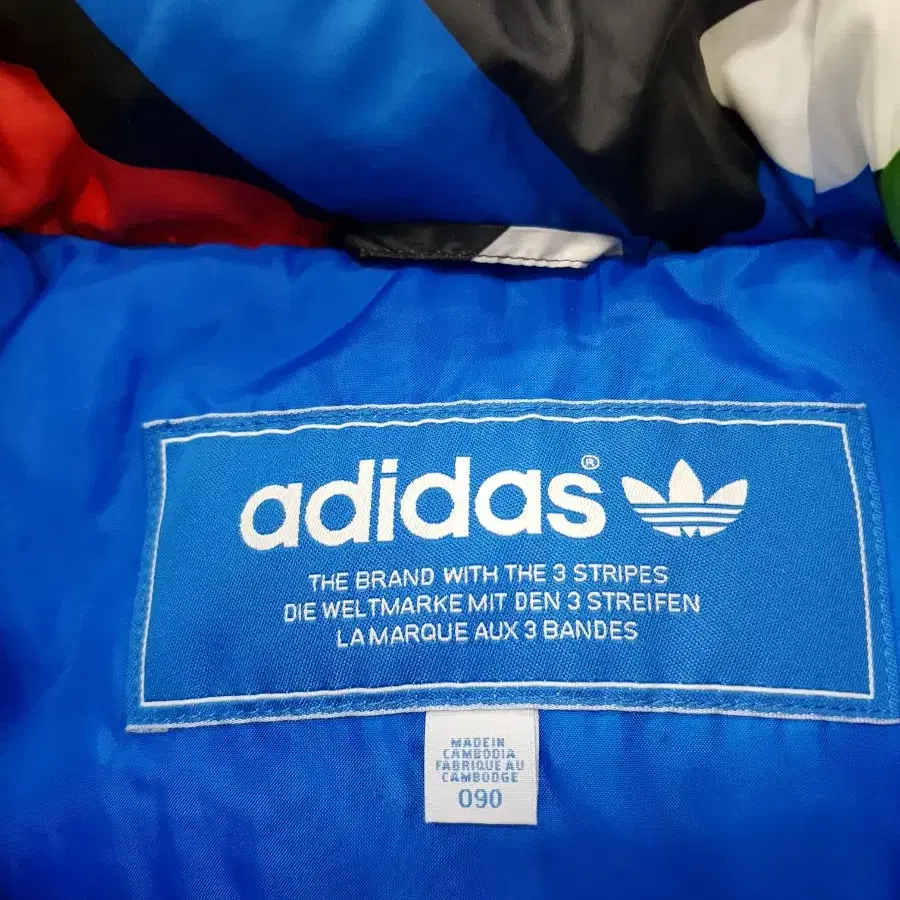 adidas®
THE BRAND WITH THE 3 STRIPES
DIE WELTMARKE MIT DEN 3 STREIFEN
LA MARQUE AUX 3 BANDES
MADE IN
CAMBODIA
FABRIQUE AU
CAMBODGE
090